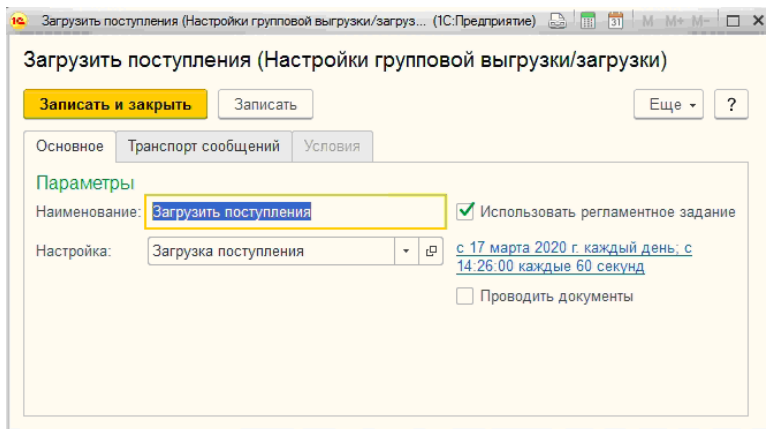 1С Загрузить поступления (Настройки групповой выгрузки/загруз... (1С:Предприятие) 31 M M+ M-
Загрузить поступления (Настройки групповой выгрузки/загрузки)
Записать и закрыть Записать Еще ?
Основное Транспорт сообщений Условия
Параметры
Наименование: Загрузить поступления Использовать регламентное задание
Настройка: Загрузка поступления с 17 марта 2020 г. каждый день; с
14:26:00 каждые 60 секунд
Проводить документы